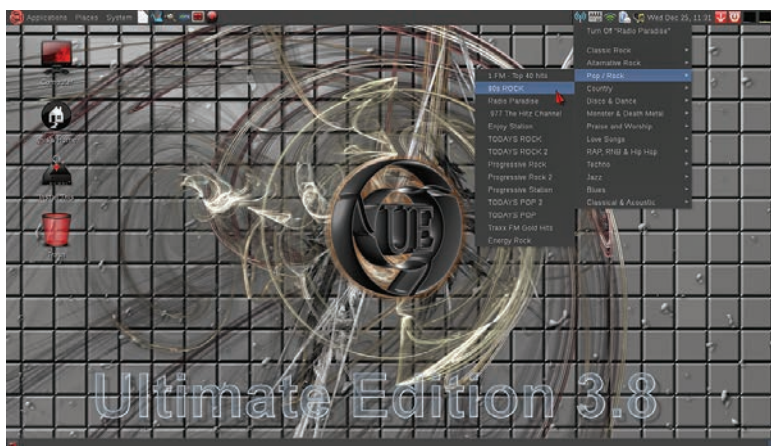 Applications Places System
Wed Dec 25, 11:31
Turn Off "Radio Paradise"
Classic Rock
Alternative Rock
Pop / Rock
Country
Disco & Dance
Monster & Death Metal
Praise and Worship
Love Songs
RAP, RNB & Hip Hop
Techno
Jazz
Blues
Classical & Acoustic
1.FM - Top 40 hits
80s ROCK
Radio Paradise
.977 The Hitz Channel
Enjoy Station
TODAYS ROCK
TODAYS ROCK 2
Progressive Rock
Progressive Rock 2
Progressive Station
TODAYS POP 2
TODAYS POP
Traxx FM Gold Hits
Energy Rock
Computer
UE
Ultimate Edition 3.8